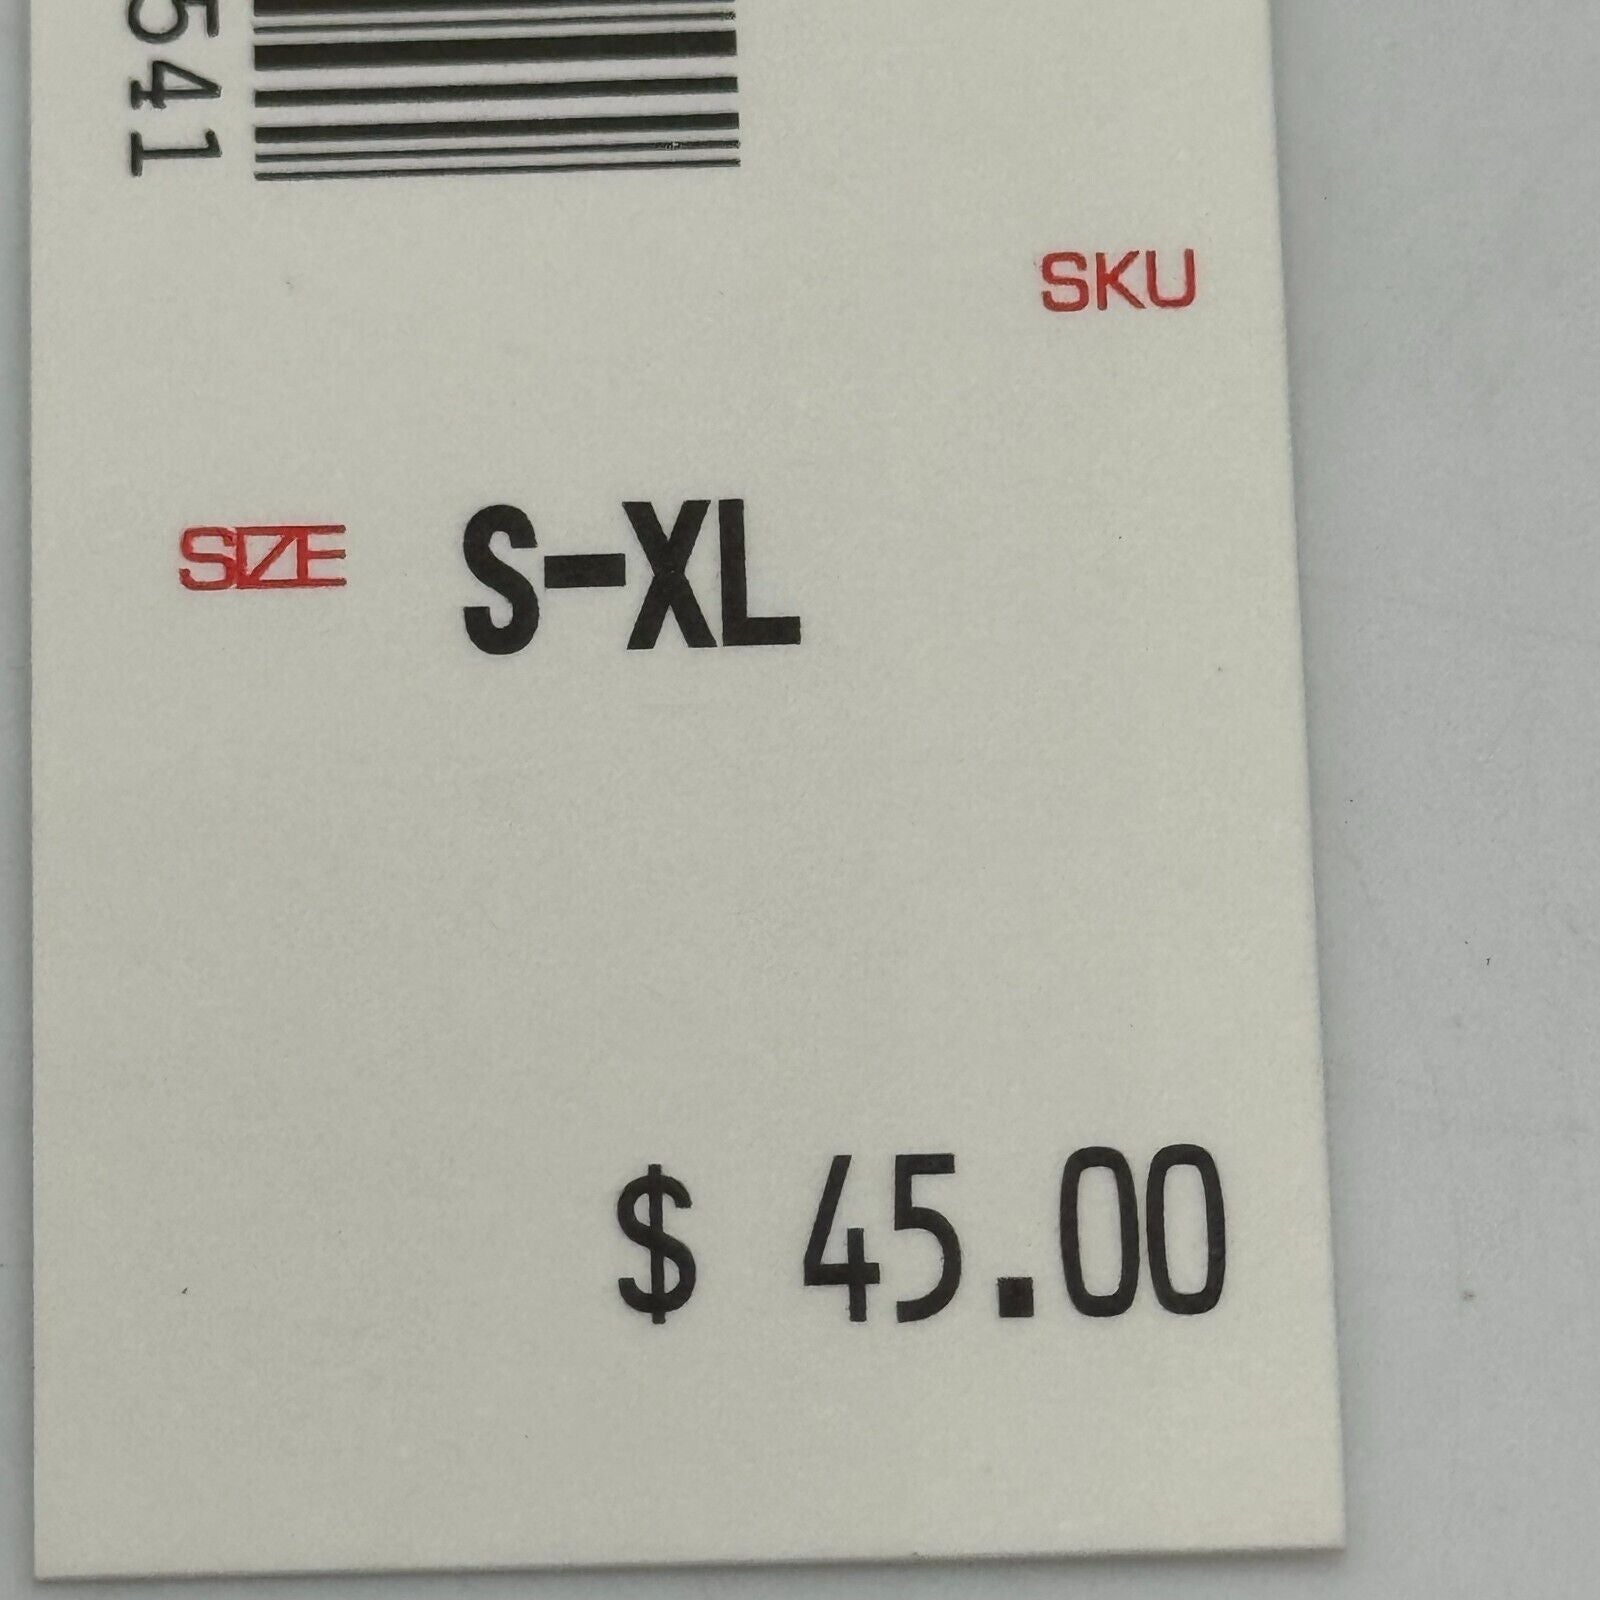 541
SKU
SIZE S-XL
$ 45.00